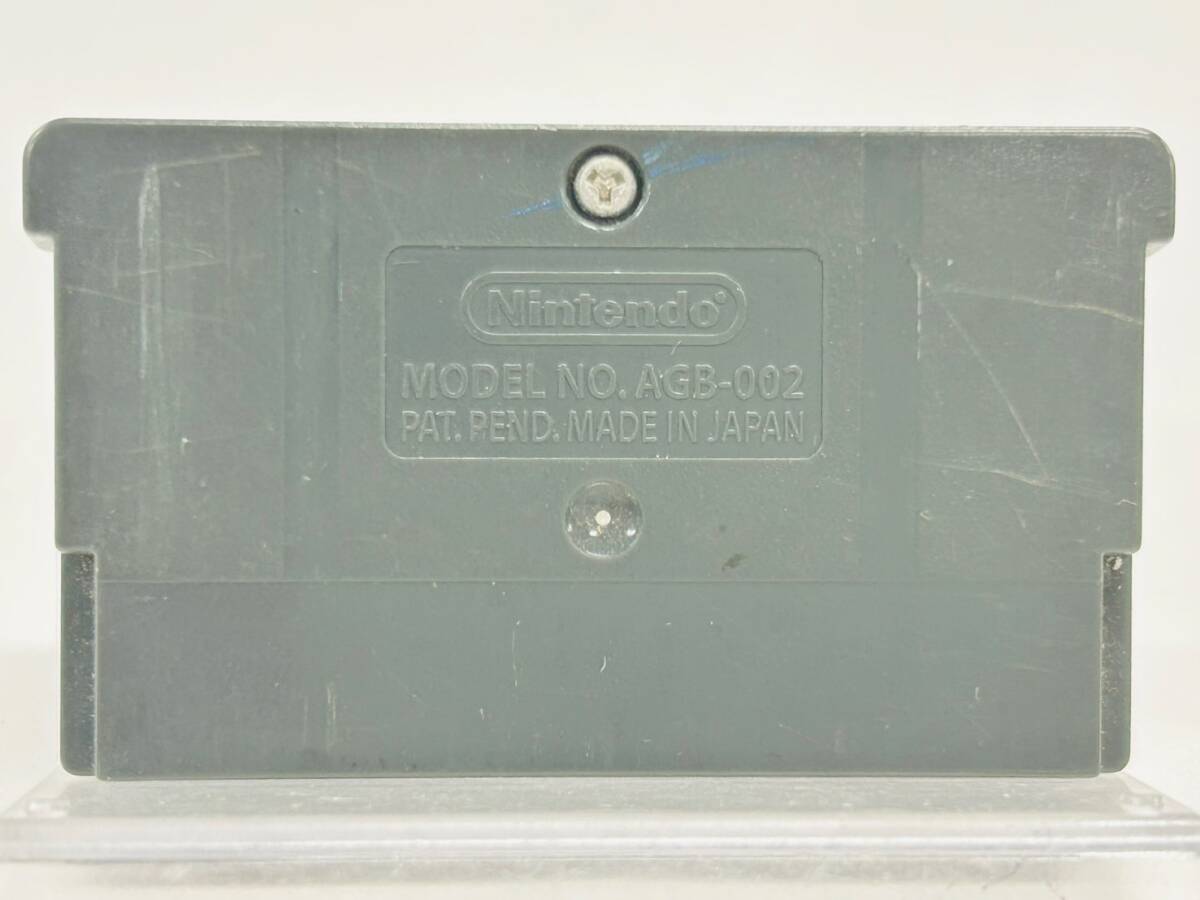 Nintendo®
MODEL NO. AGB-002
PAT. PEND. MADE IN JAPAN